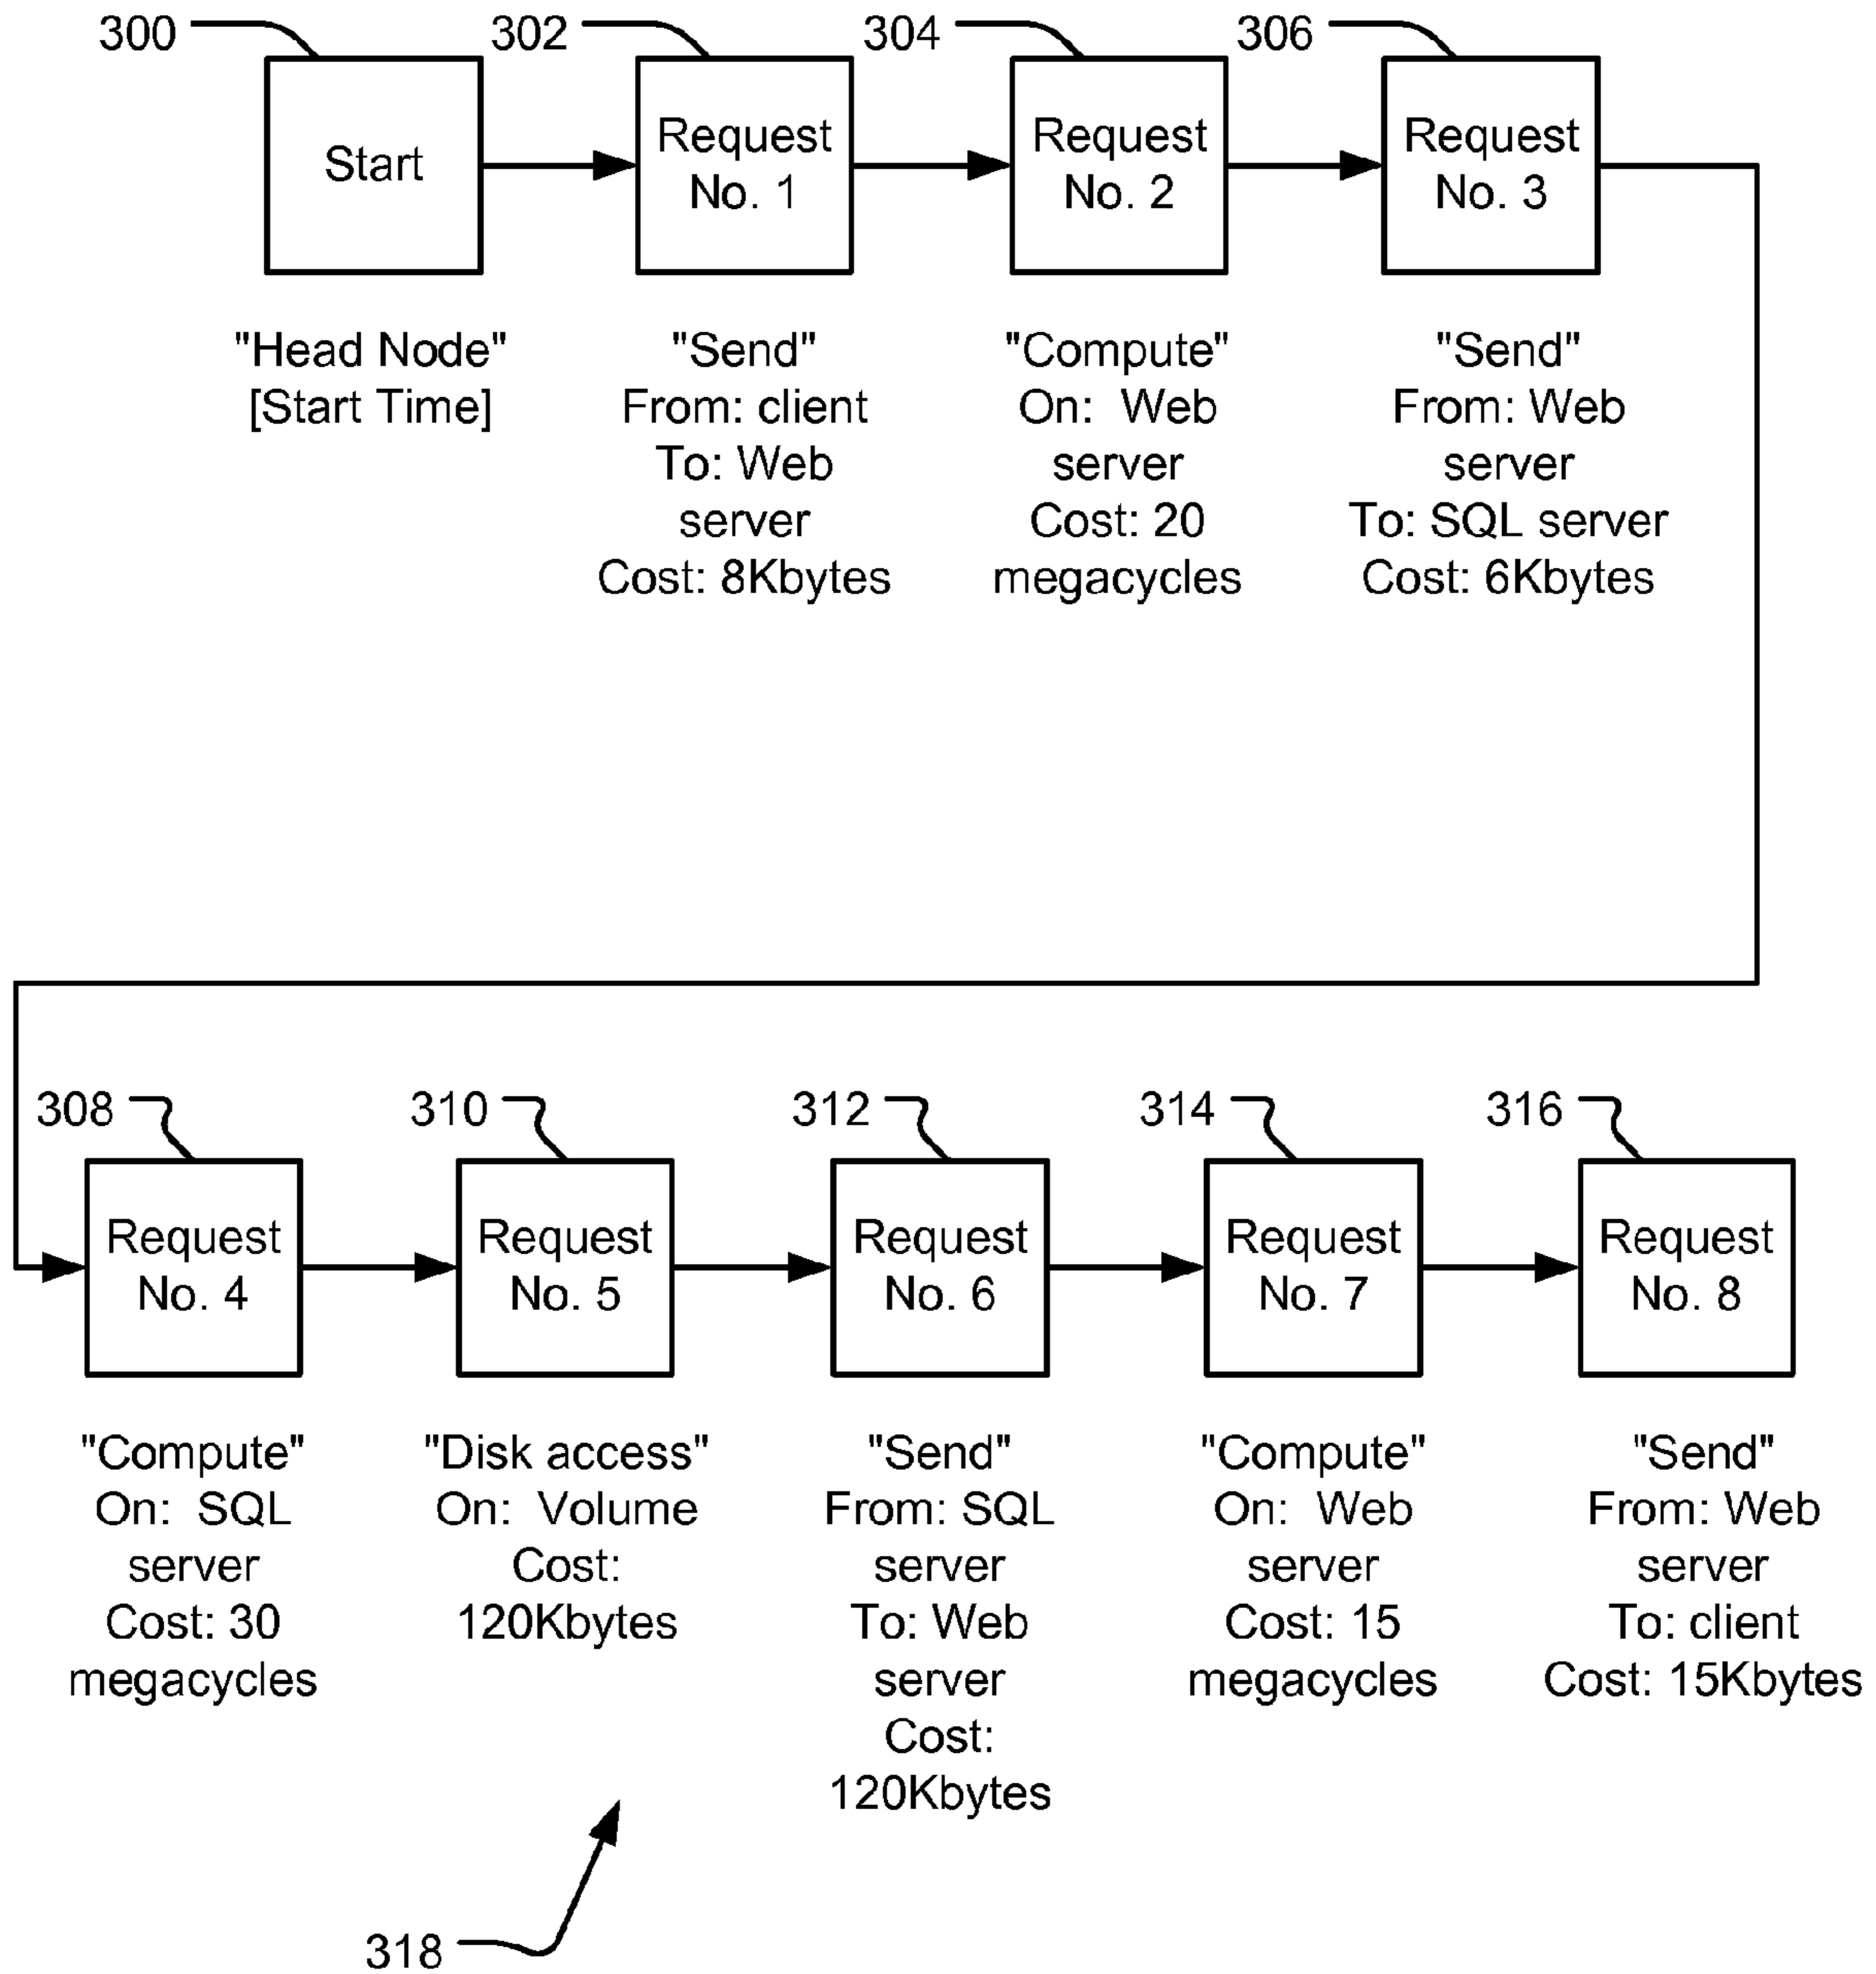 300
302
304
306
Start
Request
No. 1
Request
No. 2
Request
No. 3
"Head Node"
[Start Time]
"Send"
From: client
To: Web
server
Cost: 8Kbytes
"Compute"
On: Web
server
Cost: 20
megacycles
"Send"
From: Web
server
To: SQL server
Cost: 6Kbytes
308
310
312
314
316
Request
No. 4
Request
No. 5
Request
No. 6
Request
No. 7
Request
No. 8
"Compute"
On: SQL
server
Cost: 30
megacycles
"Disk access"
On: Volume
Cost:
120Kbytes
"Send"
From: SQL
server
To: Web
server
Cost:
120Kbytes
"Compute"
On: Web
server
Cost: 15
megacycles
"Send"
From: Web
server
To: client
Cost: 15Kbytes
318